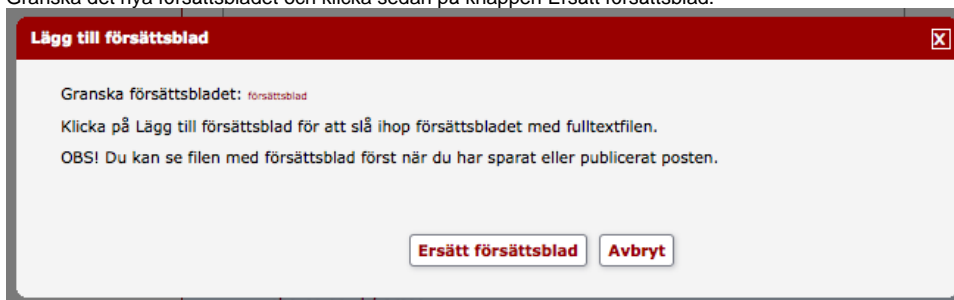 Granska det nya försättsbladet och klicka sedan på knappen Ersätt försättsblad.
Lägg till försättsblad X
Granska försättsbladet: försättsblad
Klicka på Lägg till försättsblad för att slå ihop försättsbladet med fulltextfilen.
OBS! Du kan se filen med försättsblad först när du har sparat eller publicerat posten.
Ersätt försättsblad Avbryt